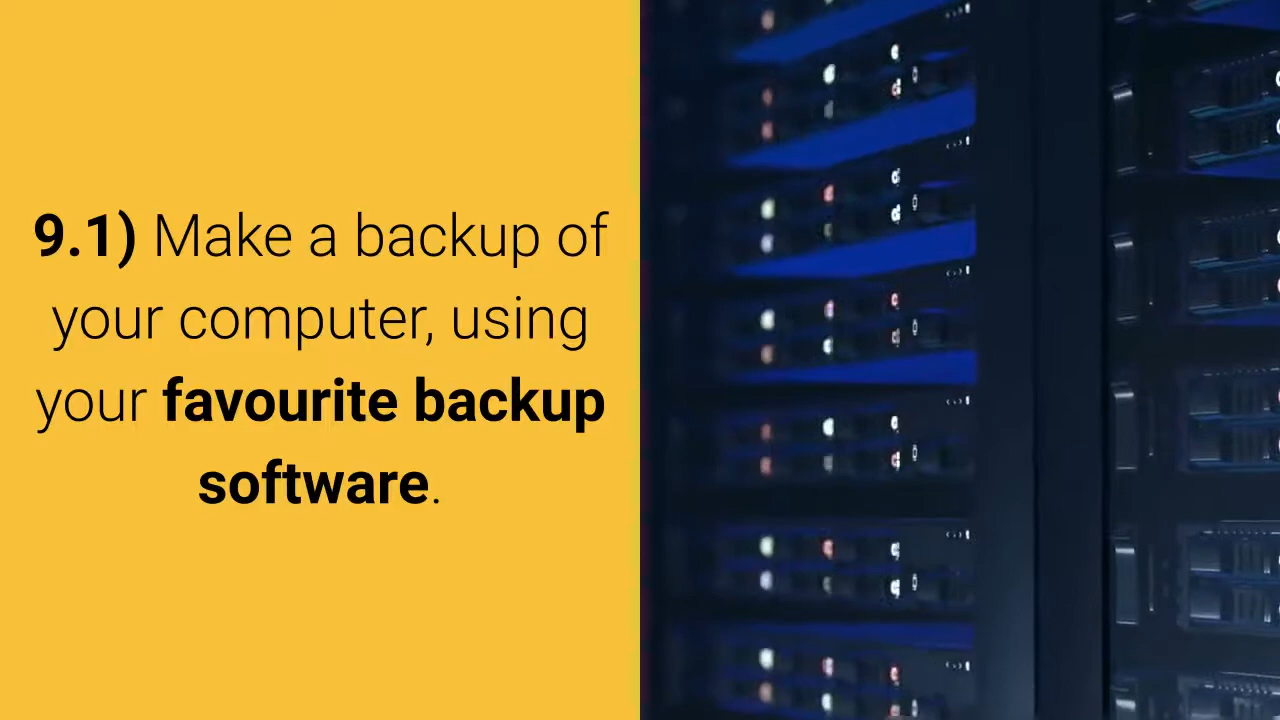 9.1) Make a backup of
your computer, using
your favourite backup
software.